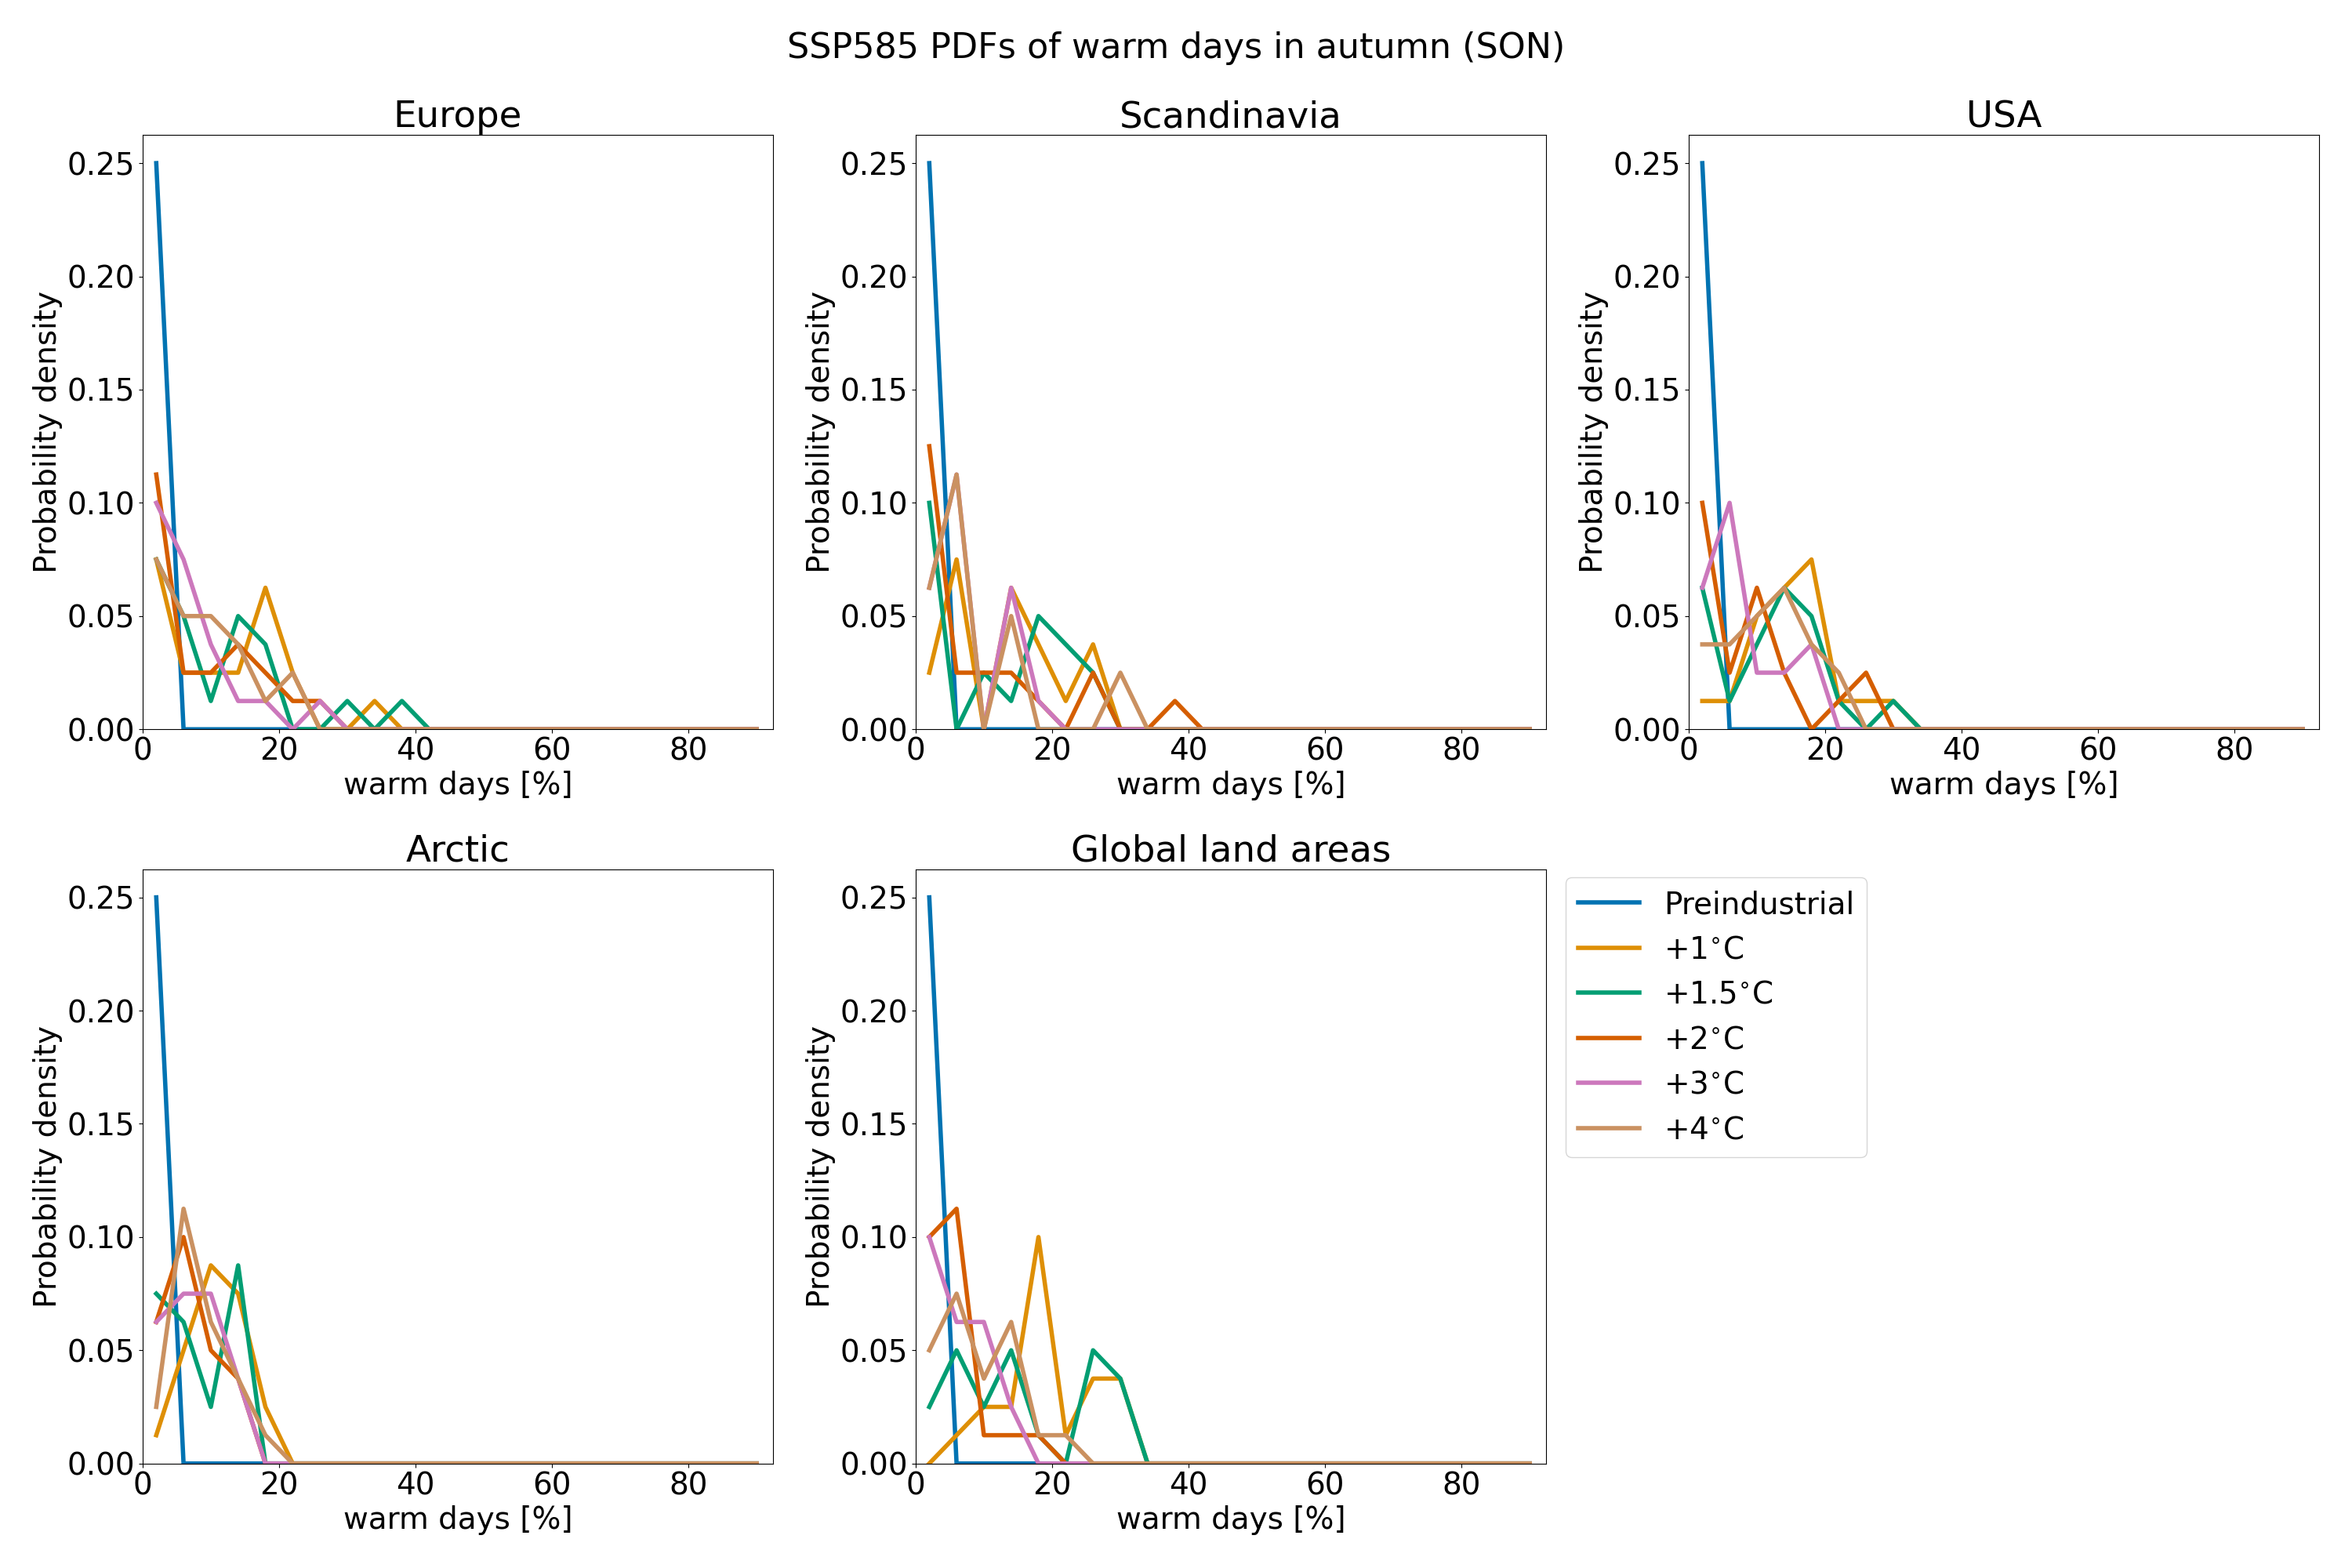 SSP585 PDFs of warm days in autumn (SON)
Europe
Probability density
0.25
0.20
0.15
0.10
0.05
0.00
0 20 40 60 80
warm days [%]
Scandinavia
Probability density
0.25
0.20
0.15
0.10
0.05
0.00
0 20 40 60 80
warm days [%]
USA
Probability density
0.25
0.20
0.15
0.10
0.05
0.00
0 20 40 60 80
warm days [%]
Arctic
Probability density
0.25
0.20
0.15
0.10
0.05
0.00
0 20 40 60 80
warm days [%]
Global land areas
Probability density
0.25
0.20
0.15
0.10
0.05
0.00
0 20 40 60 80
warm days [%]
Preindustrial
+1°C
+1.5°C
+2°C
+3°C
+4°C